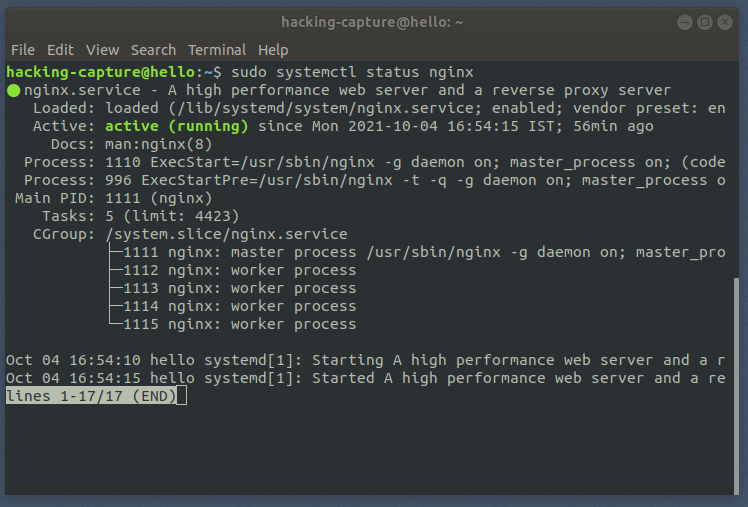 hacking-capture@hello: ~
File Edit View Search Terminal Help
hacking-capture@hello:~$ sudo systemctl status nginx
● nginx.service - A high performance web server and a reverse proxy server
   Loaded: loaded (/lib/systemd/system/nginx.service; enabled; vendor preset: en
   Active: active (running) since Mon 2021-10-04 16:54:15 IST; 56min ago
     Docs: man:nginx(8)
  Process: 1110 ExecStart=/usr/sbin/nginx -g daemon on; master_process on; (code
  Process: 996 ExecStartPre=/usr/sbin/nginx -t -q -g daemon on; master_process o
 Main PID: 1111 (nginx)
    Tasks: 5 (limit: 4423)
   CGroup: /system.slice/nginx.service
           ├─1111 nginx: master process /usr/sbin/nginx -g daemon on; master_pro
           ├─1112 nginx: worker process
           ├─1113 nginx: worker process
           ├─1114 nginx: worker process
           └─1115 nginx: worker process
Oct 04 16:54:10 hello systemd[1]: Starting A high performance web server and a r
Oct 04 16:54:15 hello systemd[1]: Started A high performance web server and a re
lines 1-17/17 (END)